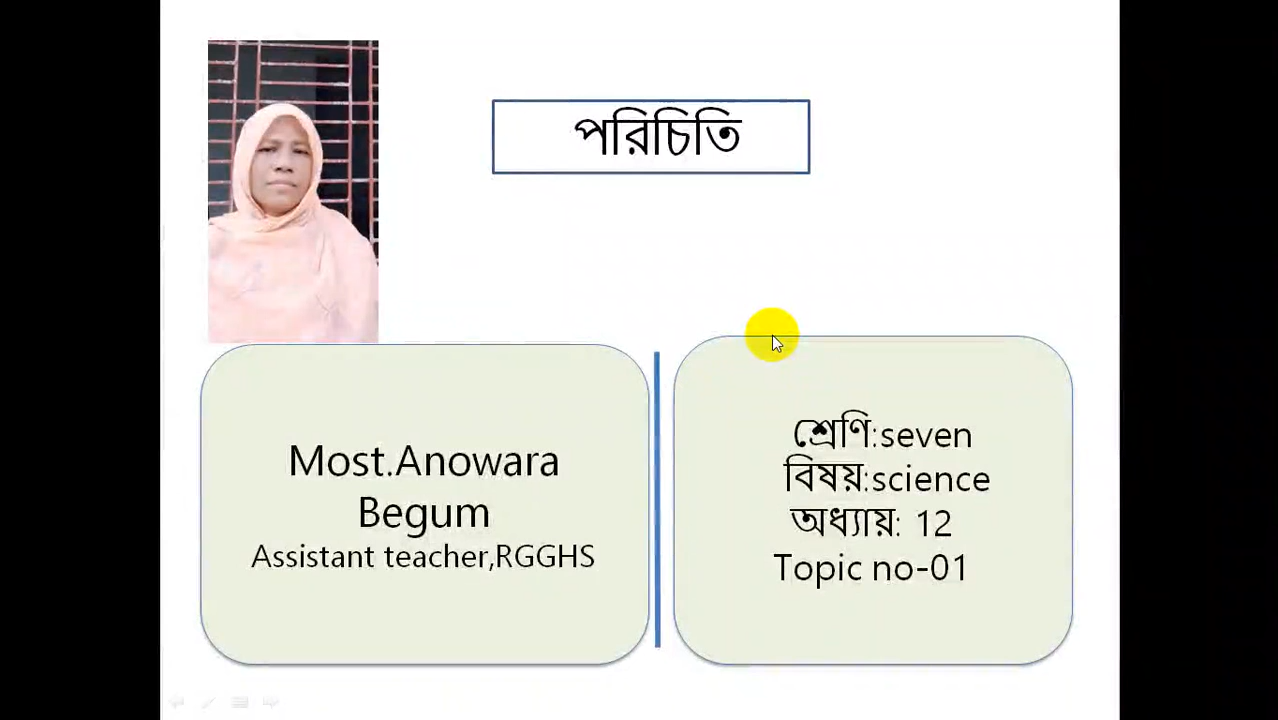 পরিচিতি
Most.Anowara
Begum
Assistant teacher,RGGHS
শ্রেণি:seven
বিষয়:science
অধ্যায়: 12
Topic no-01